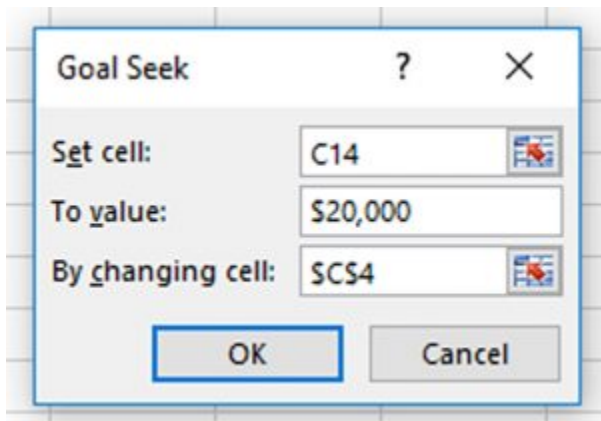 Goal Seek ? ×
Set cell: C14
To value: $20,000
By changing cell: $C$4
OK Cancel